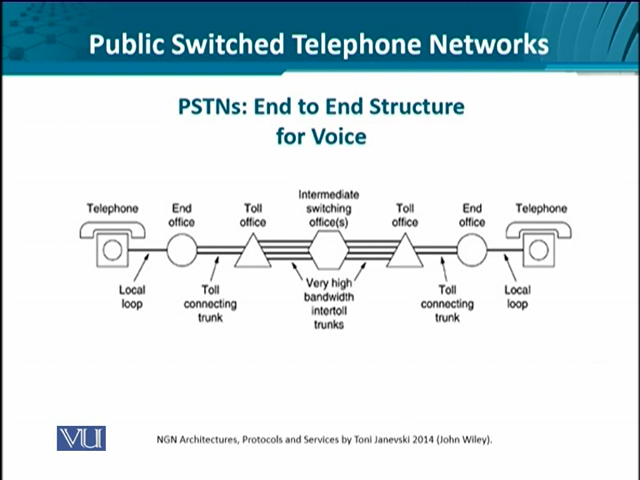 Public Switched Telephone Networks
PSTNs: End to End Structure
for Voice
Telephone
End
office
Toll
office
Intermediate
switching
office(s)
Toll
office
End
office
Telephone
Local
loop
Toll
connecting
trunk
Very high
bandwidth
intertoll
trunks
Toll
connecting
trunk
Local
loop
VU
NGN Architectures, Protocols and Services by Toni Janevski 2014 (John Wiley).